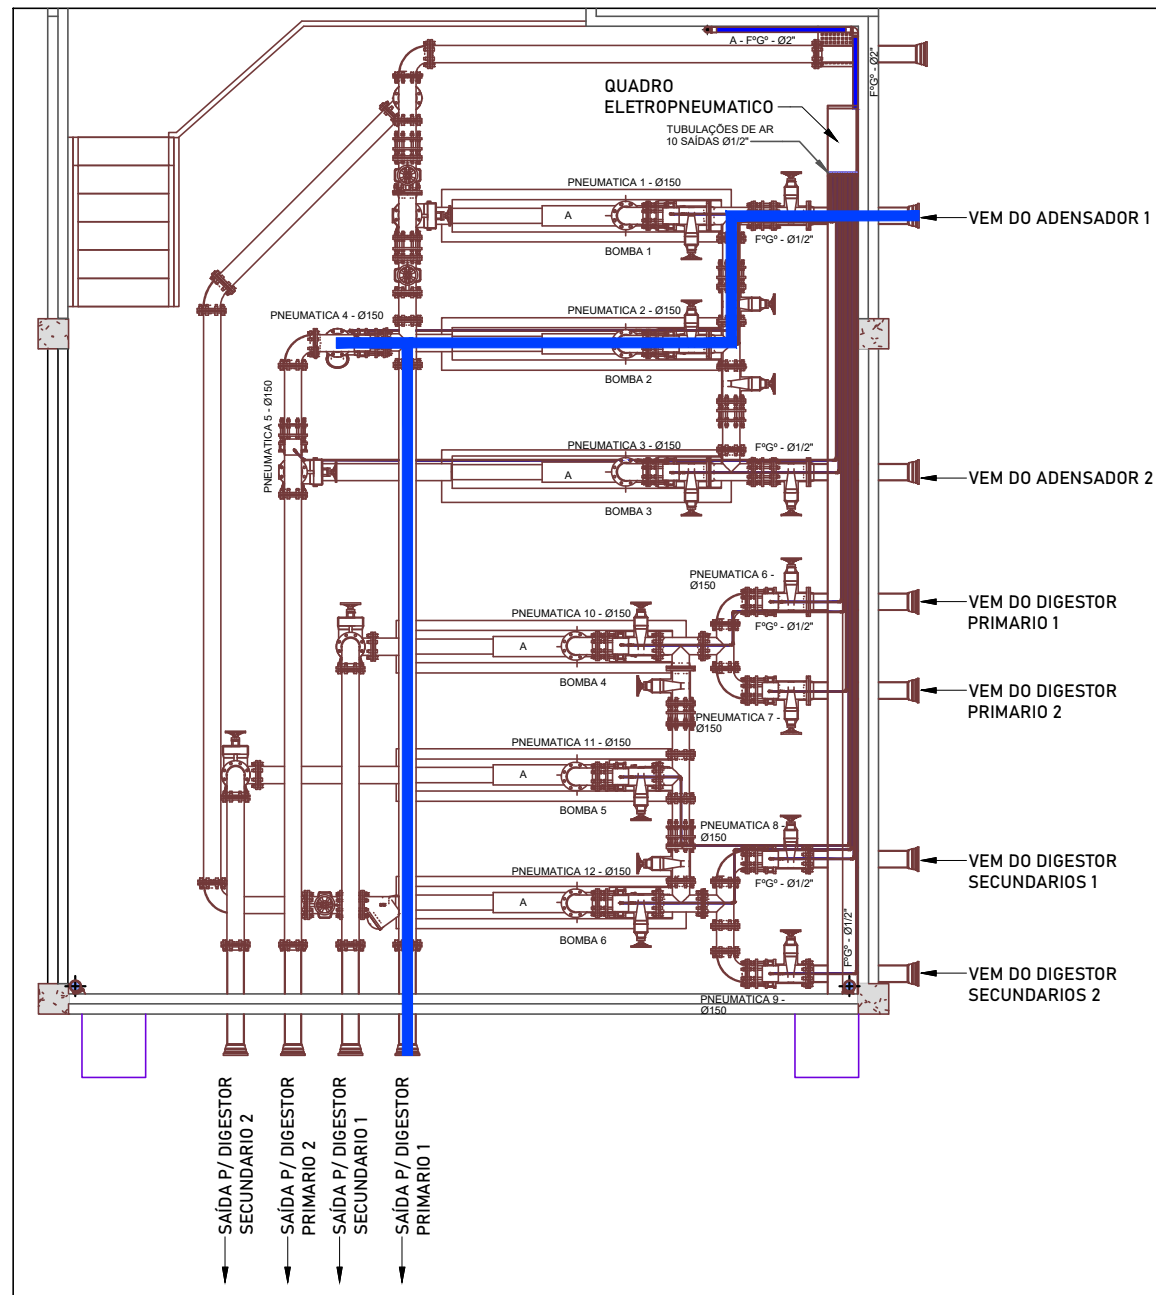 A - FºGº - Ø2"
FºGº - Ø2"
QUADRO
ELETROPNEUMATICO
TUBULAÇÕES DE AR
10 SAÍDAS Ø1/2"
PNEUMATICA 1 - Ø150
A
FºGº - Ø1/2"
BOMBA 1
VEM DO ADENSADOR 1
PNEUMATICA 4 - Ø150
PNEUMATICA 2 - Ø150
BOMBA 2
PNEUMATICA 5 - Ø150
PNEUMATICA 3 - Ø150
FºGº - Ø1/2"
A
BOMBA 3
VEM DO ADENSADOR 2
PNEUMATICA 6 -
Ø150
PNEUMATICA 10 - Ø150
FºGº - Ø1/2"
VEM DO DIGESTOR
PRIMARIO 1
A
BOMBA 4
VEM DO DIGESTOR
PRIMARIO 2
PNEUMATICA 7 -
Ø150
PNEUMATICA 11 - Ø150
A
BOMBA 5
PNEUMATICA 8 -
Ø150
VEM DO DIGESTOR
SECUNDARIOS 1
PNEUMATICA 12 - Ø150
FºGº - Ø1/2"
A
BOMBA 6
FºGº - Ø1/2"
VEM DO DIGESTOR
SECUNDARIOS 2
PNEUMATICA 9 -
Ø150
SAÍDA P/ DIGESTOR
SECUNDARIO 2
SAÍDA P/ DIGESTOR
PRIMARIO 2
SAÍDA P/ DIGESTOR
SECUNDARIO 1
SAÍDA P/ DIGESTOR
PRIMARIO 1